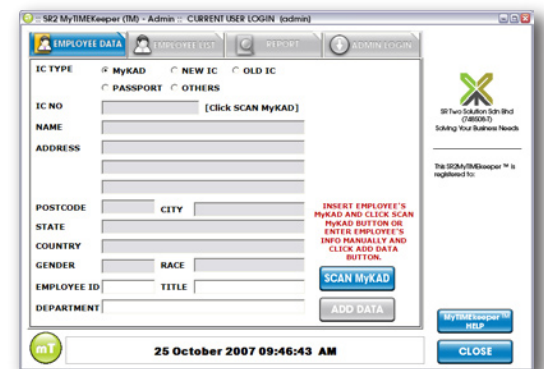 SR2 MyTIMEKeeper (TM) - Admin :: CURRENT USER LOGIN (admin)
EMPLOYEE DATA
EMPLOYEE LIST
REPORT
ADMIN LOGIN
IC TYPE MyKAD NEW IC OLD IC
PASSPORT OTHERS
IC NO [Click SCAN MyKAD]
NAME
ADDRESS
POSTCODE CITY
STATE
COUNTRY
GENDER RACE
EMPLOYEE ID TITLE
DEPARTMENT
INSERT EMPLOYEE'S
MyKAD AND CLICK SCAN
MyKAD BUTTON OR
ENTER EMPLOYEE'S
INFO MANUALLY AND
CLICK ADD DATA
BUTTON.
SCAN MyKAD
ADD DATA
SR Two Solution Sdn Bhd
Solving Your Business Needs
This SR2MyTIMEkeeper ™ is
registered to:
MyTIMEkeeper ™
HELP
CLOSE
mT
25 October 2007 09:46:43 AM